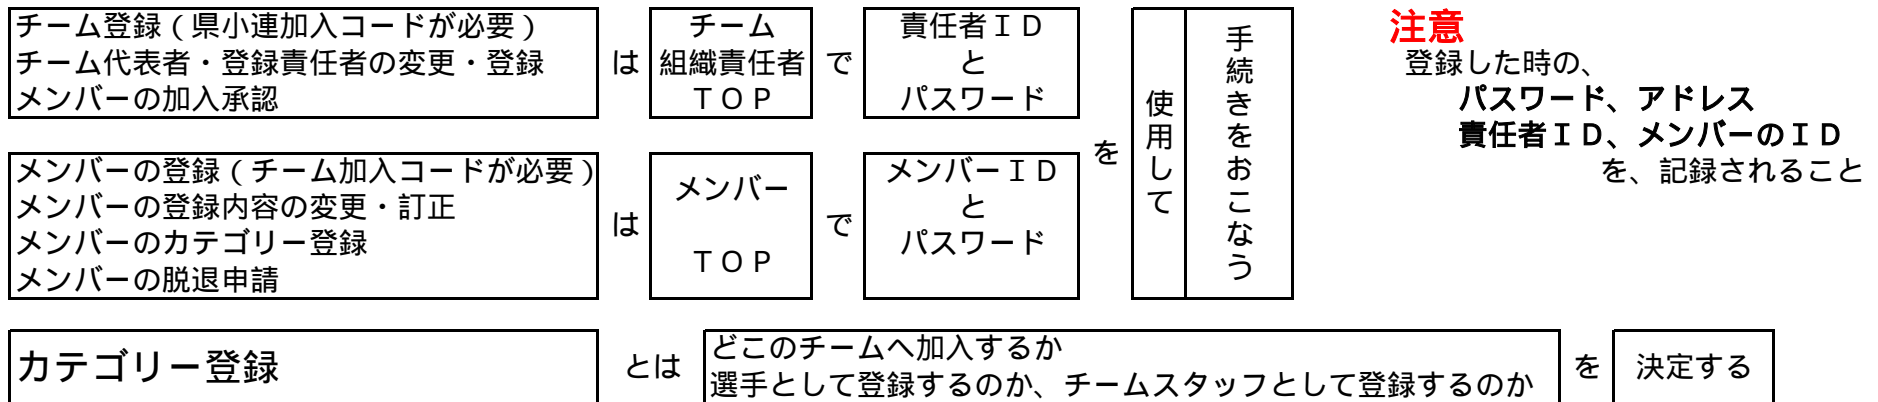 チーム登録（県小連加入コードが必要）
チーム代表者・登録責任者の変更・登録
メンバーの加入承認
は
チーム
組織責任者
ＴＯＰ
で
責任者ＩＤ
と
パスワード
メンバーの登録（チーム加入コードが必要）
メンバーの登録内容の変更・訂正
メンバーのカテゴリー登録
メンバーの脱退申請
は
メンバー
ＴＯＰ
で
メンバーＩＤ
と
パスワード
を
使用して
手続きをおこなう
注意
登録した時の、
パスワード、アドレス
責任者ＩＤ、メンバーのＩＤ
を、記録されること
カテゴリー登録
とは
どこのチームへ加入するか
選手として登録するのか、チームスタッフとして登録するのか
を
決定する